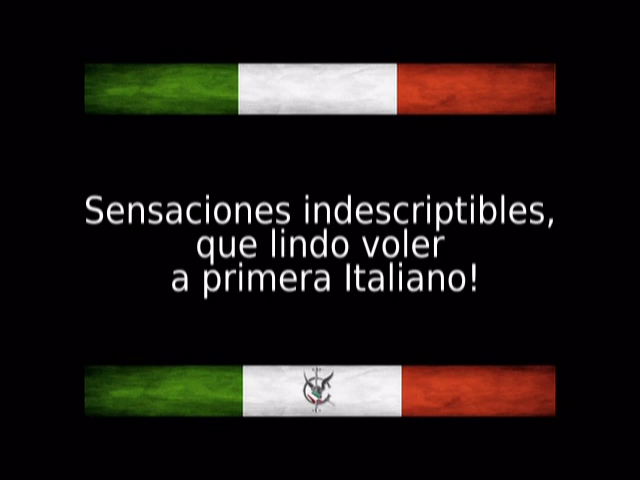 Sensaciones indescriptibles,
que lindo voler
a primera Italiano!